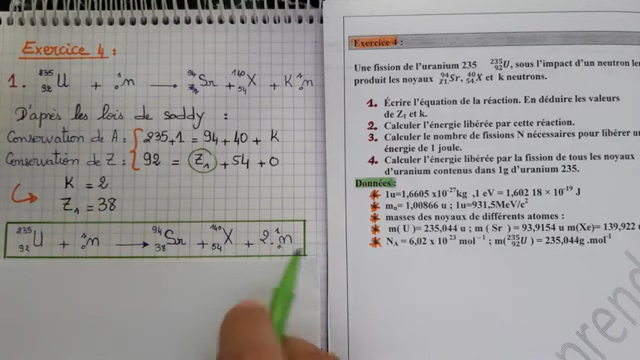 Exercice 4 :
1. ²³⁵₉₂U + ¹₀n → ⁹⁴Sr + ¹⁴⁰₅₄X + K ¹₀n
D'après les lois de soddy :
Conservation de A : { 235+1 = 94+40 + K
Conservation de Z : { 92 = Z₁ + 54 + 0
K = 2
Z₁ = 38
²³⁵₉₂U + ¹₀n → ⁹⁴₃₈Sr + ¹⁴⁰₅₄X + 2 · ¹₀n
Exercice 4 :
Une fission de l'uranium 235 ²³⁵₉₂U, sous l'impact d'un neutron
produit les noyaux ⁹⁴Z1Sr, ⁴⁰₅₄X et k neutrons.
1. Écrire l'équation de la réaction. En déduire les valeurs
de Z₁ et k.
2. Calculer l'énergie libérée par cette réaction.
3. Calculer le nombre de fissions N nécessaires pour libérer
énergie de 1 joule.
4. Calculer l'énergie libérée par la fission de tous les noyaux
d'uranium contenus dans 1g d'uranium 235.
Données :
1u=1,6605 x10⁻²⁷kg ,1 eV = 1,602 18 × 10⁻¹⁹ J
mₙ= 1,00866 u ; 1u=931,5MeV/c²
masses des noyaux de différents atomes :
m( U ) = 235,044 u ; m ( Sr ) = 93,9154 u m(Xe)= 139,922
N_A = 6,02 x 10²³ mol⁻¹ ; m(²³⁵₉₂U ) = 235,044g .mol⁻¹